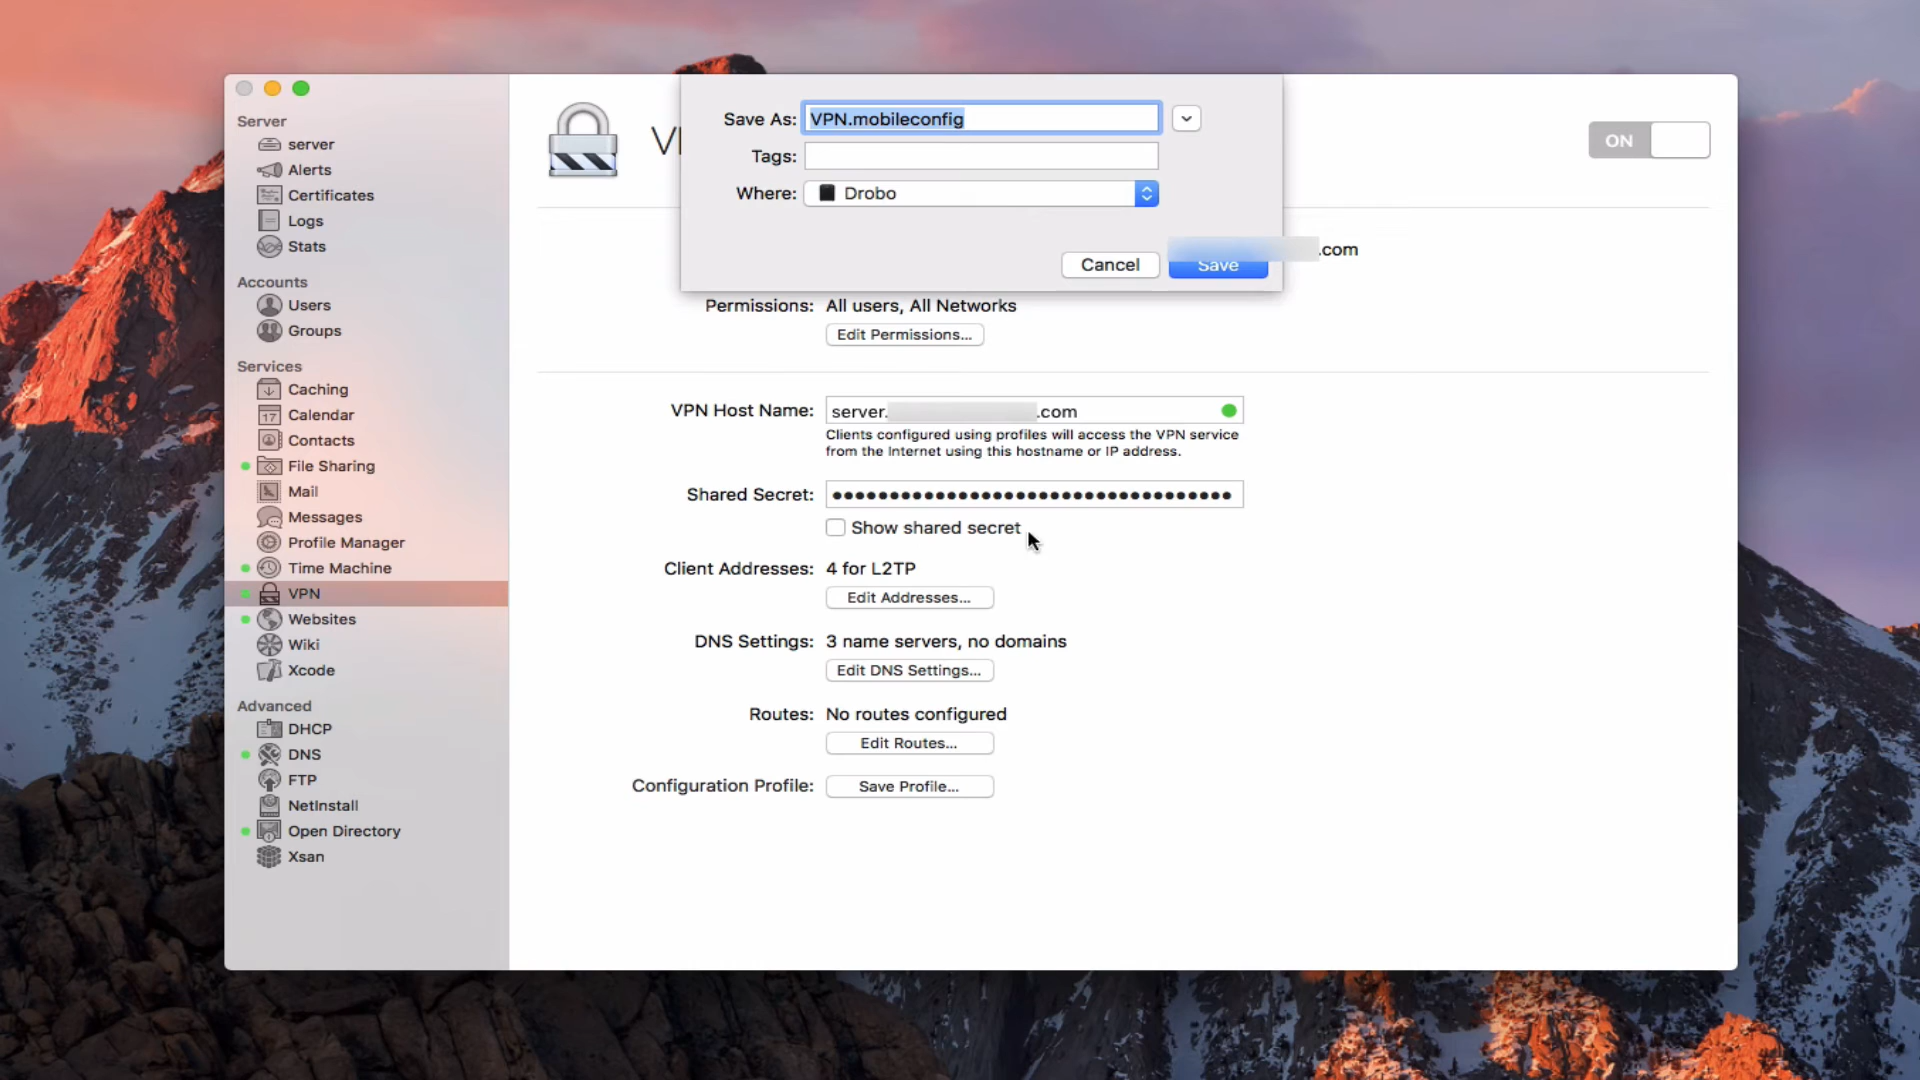 Server
server
Alerts
Certificates
Logs
Stats
Accounts
Users
Groups
Services
Caching
Calendar
Contacts
File Sharing
Mail
Messages
Profile Manager
Time Machine
VPN
Websites
Wiki
Xcode
Advanced
DHCP
DNS
FTP
NetInstall
Open Directory
Xsan
Save As: VPN.mobileconfig
Tags:
Where: Drobo
Cancel Save
ON
.com
Permissions: All users, All Networks
Edit Permissions...
VPN Host Name: server. .com
Clients configured using profiles will access the VPN service
from the Internet using this hostname or IP address.
Shared Secret: ●●●●●●●●●●●●●●●●●●●●●●●●●●●●●●●●●●●
Show shared secret
Client Addresses: 4 for L2TP
Edit Addresses...
DNS Settings: 3 name servers, no domains
Edit DNS Settings...
Routes: No routes configured
Edit Routes...
Configuration Profile: Save Profile...